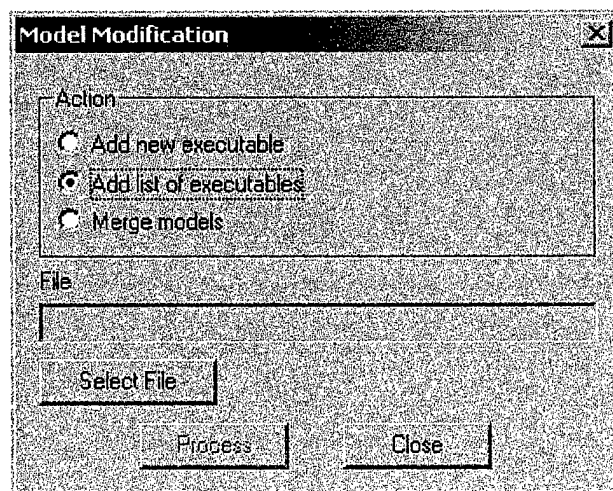 Model Modification
Action
Add new executable
Add list of executables
Merge models
File
Select File
Process
Close